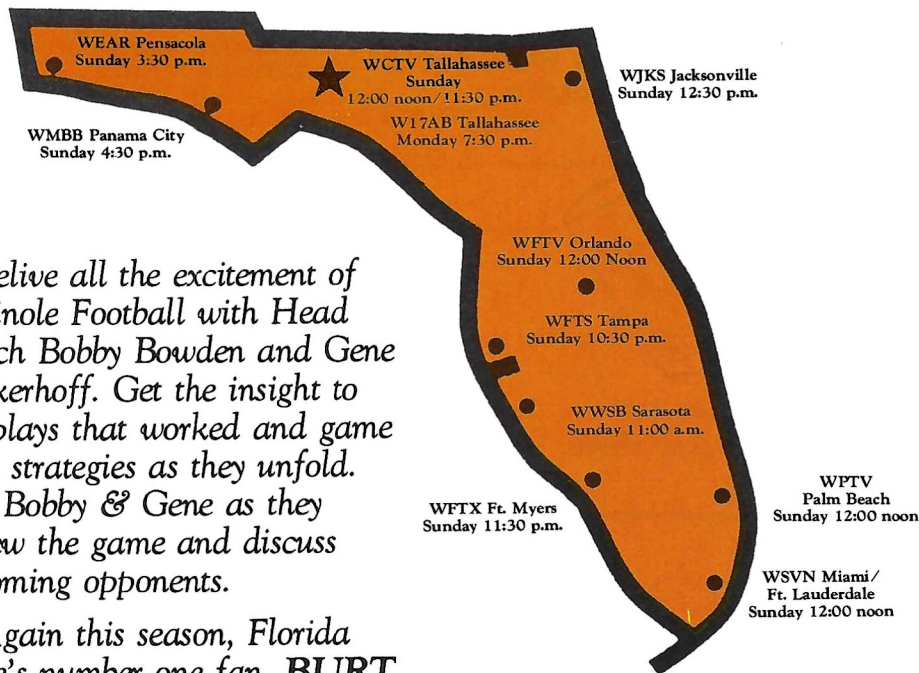 WEAR Pensacola
Sunday 3:30 p.m.
WCTV Tallahassee
Sunday
12:00 noon/11:30 p.m.
W17AB Tallahassee
Monday 7:30 p.m.
WJKS Jacksonville
Sunday 12:30 p.m.
WMBB Panama City
Sunday 4:30 p.m.
WFTV Orlando
Sunday 12:00 Noon
WFTS Tampa
Sunday 10:30 p.m.
WWSB Sarasota
Sunday 11:00 a.m.
WFTX Ft. Myers
Sunday 11:30 p.m.
WPTV
Palm Beach
Sunday 12:00 noon
WSVN Miami/
Ft. Lauderdale
Sunday 12:00 noon
elive all the excitement of
inole Football with Head
ch Bobby Bowden and Gene
kerhoff. Get the insight to
plays that worked and game
strategies as they unfold.
Bobby & Gene as they
ew the game and discuss
oming opponents.
gain this season, Florida
e's number one fan, BURT